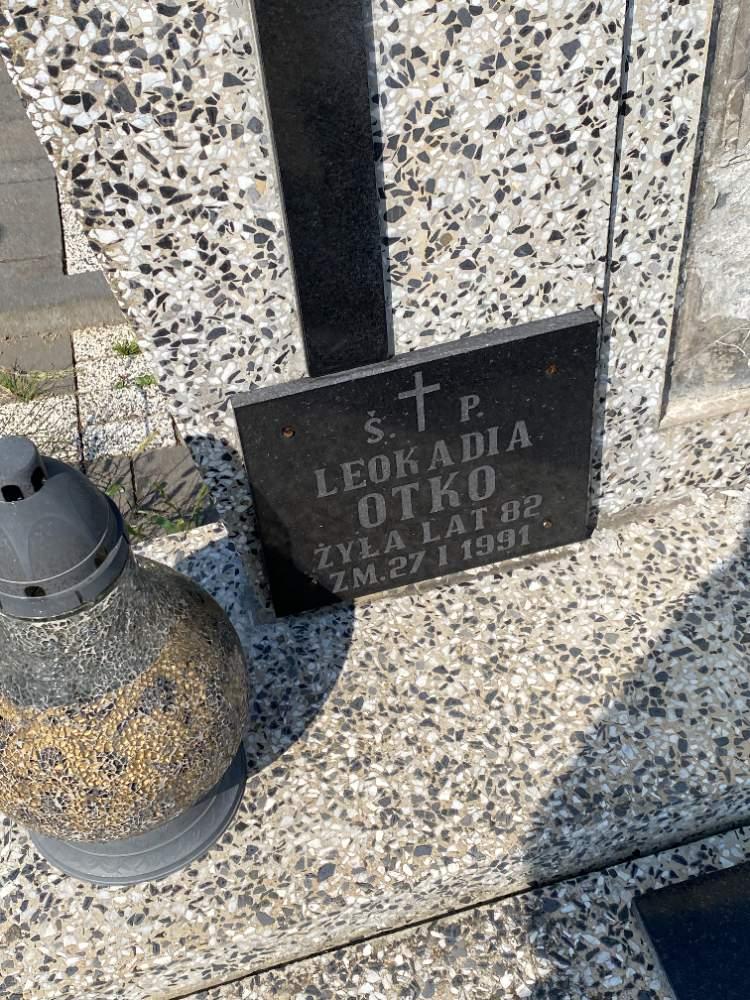 Ś. P.
LEOKADIA
OTKO
ŻYŁA LAT 82
ZM. 27 I 1991